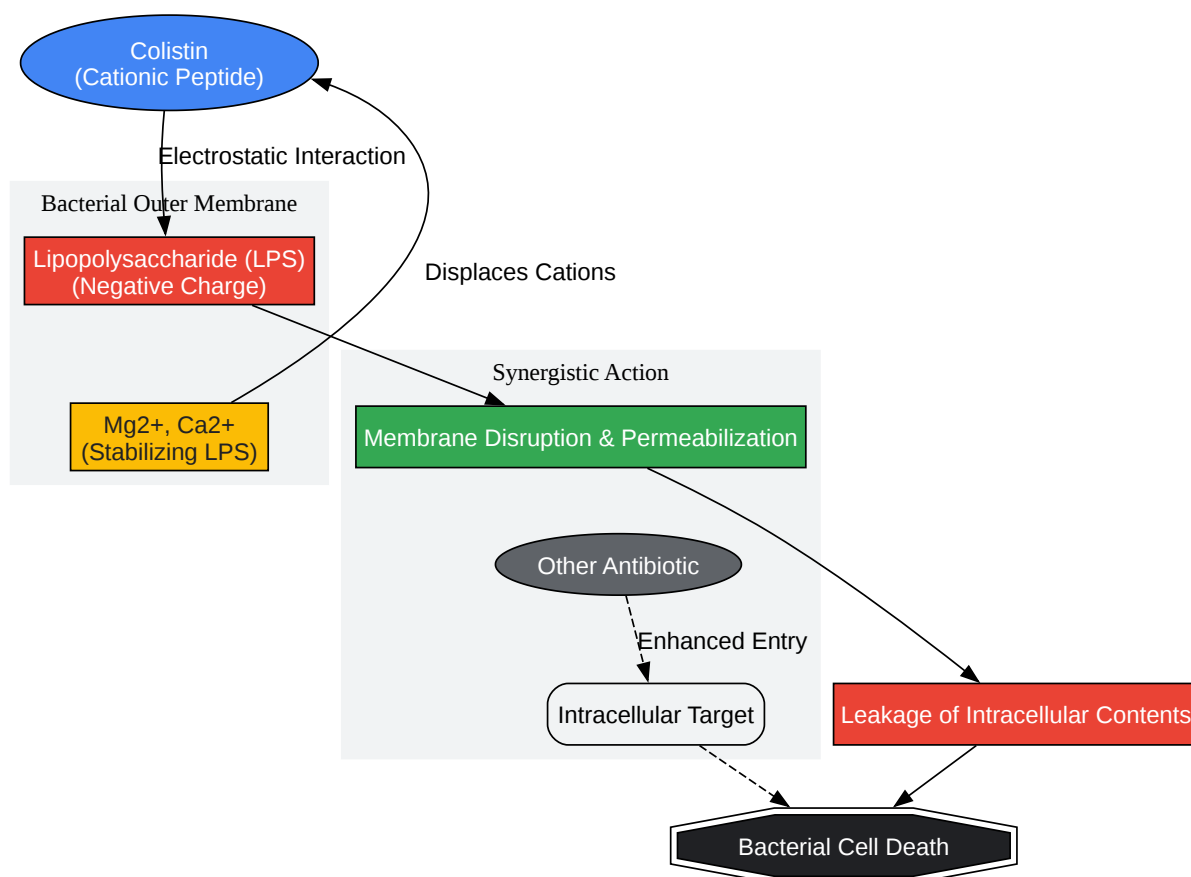 Colistin
(Cationic Peptide)
Electrostatic Interaction
Bacterial Outer Membrane
Lipopolysaccharide (LPS)
(Negative Charge)
Displaces Cations
Synergistic Action
Mg2+, Ca2+
(Stabilizing LPS)
Membrane Disruption & Permeabilization
Other Antibiotic
Enhanced Entry
Intracellular Target
Leakage of Intracellular Contents
Bacterial Cell Death